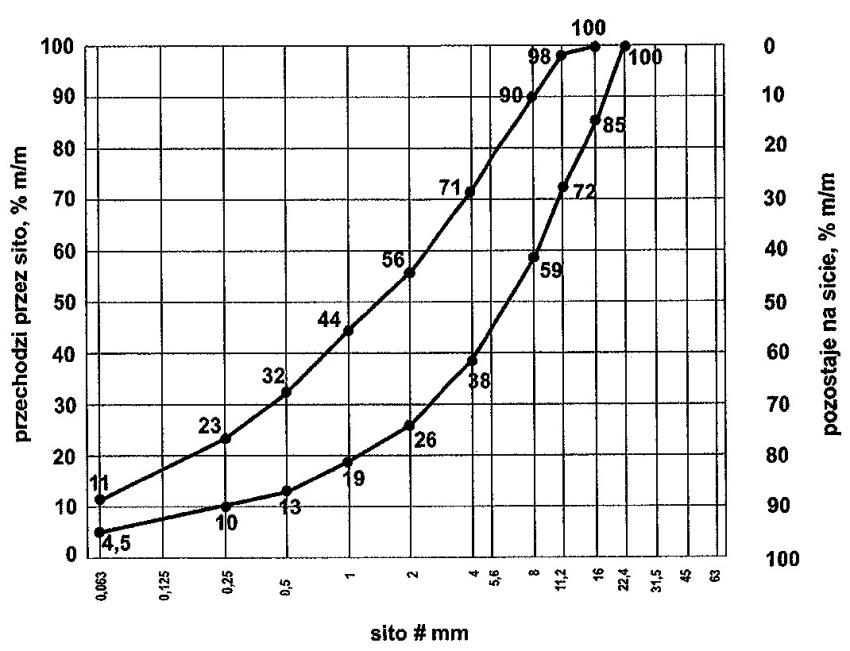 100
100 98 100 0
90 90 10
80 85 20
70 71 72 30
60 56 59 40
50 44 50
40 32 38 60
30 23 26 70
20 19 80
10 11 10 13 90
0 4,5 100
0,063 0,125 0,25 0,5 1 2 4 5,6 8 11,2 16 22,4 31,5 45 63
sito # mm
przechodzi przez sito, % m/m
pozostaje na sicie, % m/m